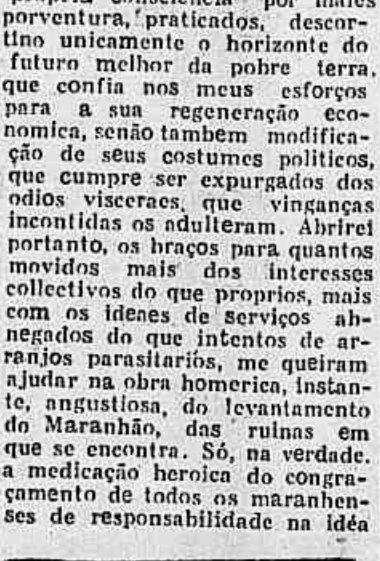 propria consciencia por males
porventura, praticados, descor-
tino unicamente o horizonte do
futuro melhor da pobre terra,
que confia nos meus esforços
para a sua regeneração eco-
nomica, senão tambem modifica-
ção de seus costumes politicos,
que cumpre ser expurgados dos
odios visceraes, que vinganças
incontidas os adulteram. Abrirei
portanto, os braços para quantos
movidos mais dos interesses
collectivos do que proprios, mais
com os ideaes de serviços ab-
negados do que intentos de ar-
ranjos parasitarios, me queiram
ajudar na obra homerica, instan-
te, angustiosa, do levantamento
do Maranhão, das ruinas em
que se encontra. Só, na verdade.
a medicação heroica do congra-
çamento de todos os maranhen-
ses de responsabilidade na idéa